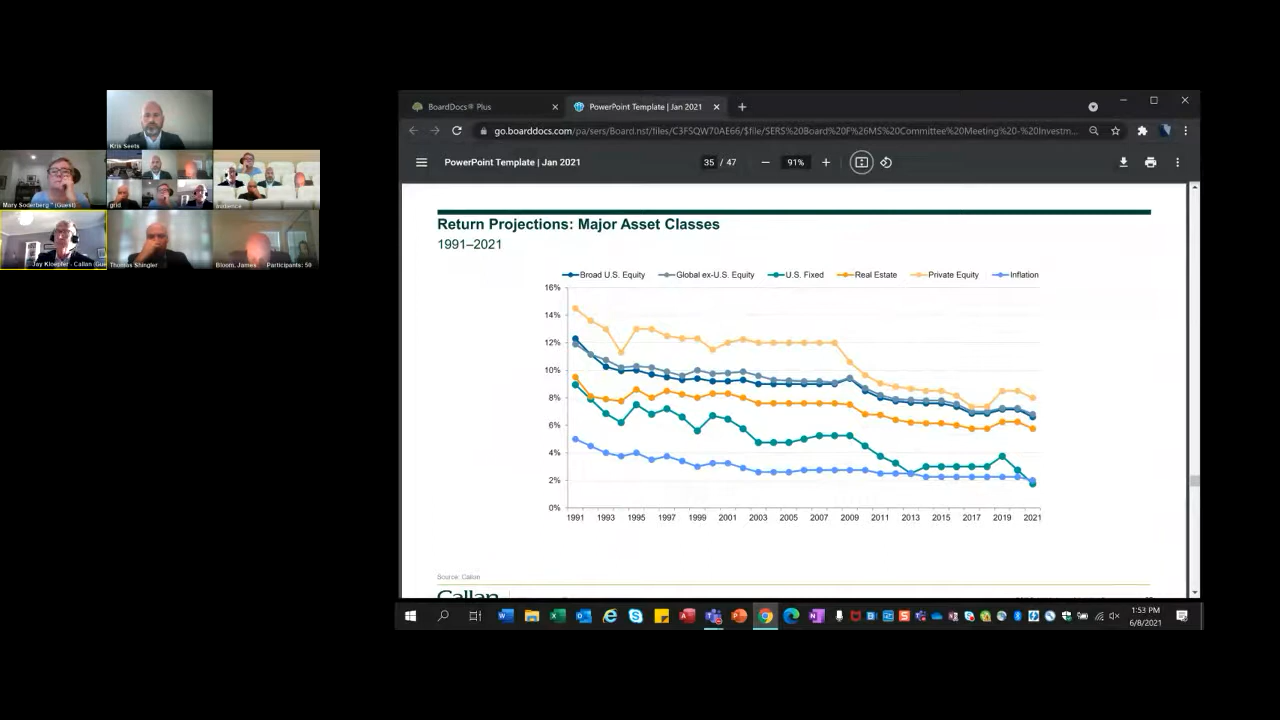 Kris Seets
Mary Soderberg " (Guest)
grid
audience
Jay Kloepfer - Callan (Gue
Thomas Shingler
Bloom, James
Participants: 50
BoardDocs® Plus
PowerPoint Template | Jan 2021
go.boarddocs.com/pa/sers/Board.nsf/files/C3FSQW70AE66/$file/SERS%20Board%20F%26MS%20Committee%20Meeting%20-%20Investm...
PowerPoint Template | Jan 2021
35 / 47
91%
Return Projections: Major Asset Classes
1991–2021
Broad U.S. Equity Global ex-U.S. Equity U.S. Fixed Real Estate Private Equity Inflation
16%
14%
12%
10%
8%
6%
4%
2%
0%
1991 1993 1995 1997 1999 2001 2003 2005 2007 2009 2011 2013 2015 2017 2019 2021
Source: Callan
Callan
1:53 PM
6/8/2021